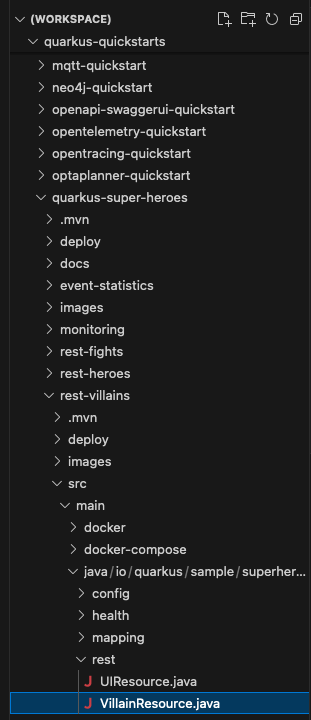 (WORKSPACE)
quarkus-quickstarts
mqtt-quickstart
neo4j-quickstart
openapi-swaggerui-quickstart
opentelemetry-quickstart
opentracing-quickstart
optaplanner-quickstart
quarkus-super-heroes
.mvn
deploy
docs
event-statistics
images
monitoring
rest-fights
rest-heroes
rest-villains
.mvn
deploy
images
src
main
docker
docker-compose
java/io/quarkus/sample/superher...
config
health
mapping
rest
J UIResource.java
J VillainResource.java